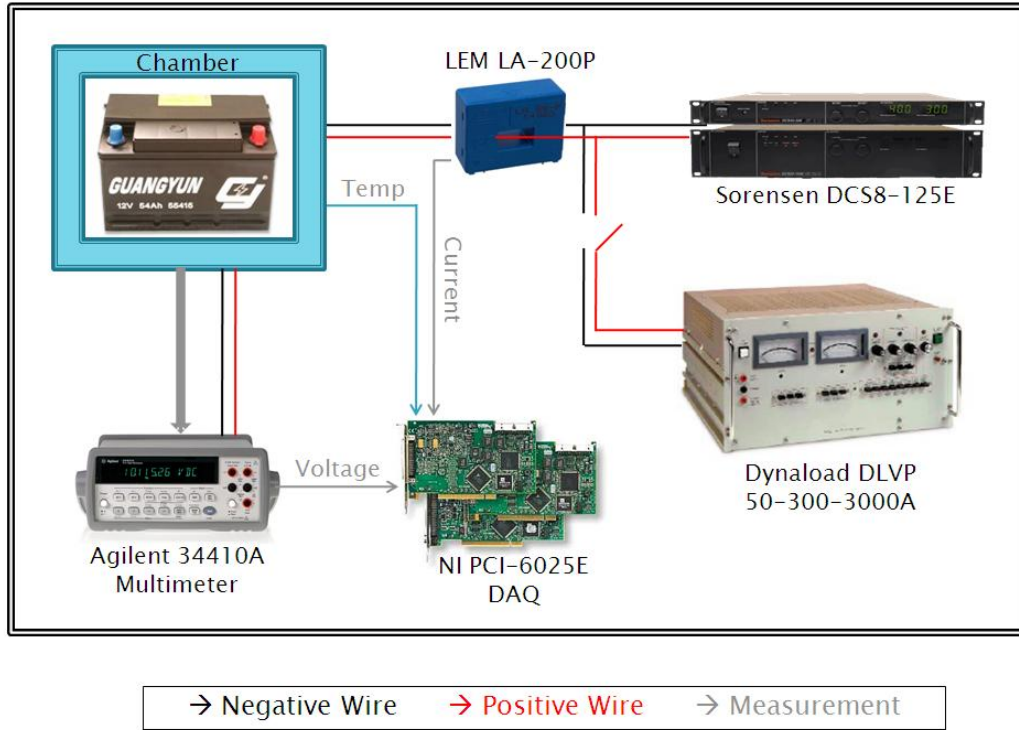 Chamber
LEM LA-200P
GUANGYUN
12V 54Ah 55415
Temp
Current
Sorensen DCS8-125E
Dynaload DLVP
50-300-3000A
Agilent 34410A
Multimeter
Voltage
NI PCI-6025E
DAQ
→ Negative Wire → Positive Wire → Measurement